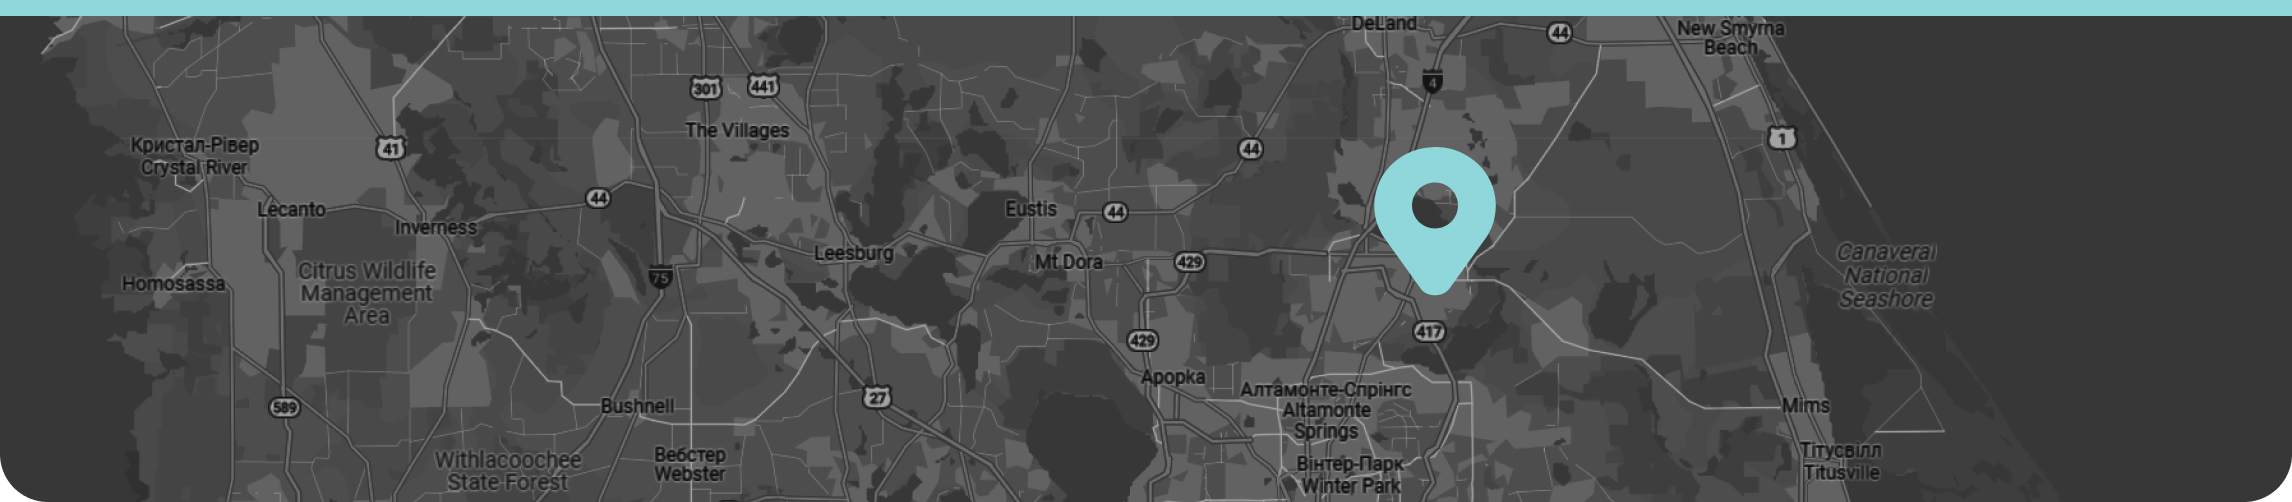 DeLand
44
New Smyrna
Beach
4
301
441
The Villages
1
Кристал-Рівер
Crystal River
41
44
44
Lecanto
Inverness
Eustis
44
Leesburg
Mt Dora
429
Canaveral
National
Seashore
Citrus Wildlife
Management
Area
Homosassa
75
417
429
Apopka
Алтамонте-Спрінгс
Altamonte
Springs
589
27
Bushnell
Mims
Withlacoochee
State Forest
Вебстер
Webster
Вінтер-Парк
Winter Park
Тітусвілл
Titusville